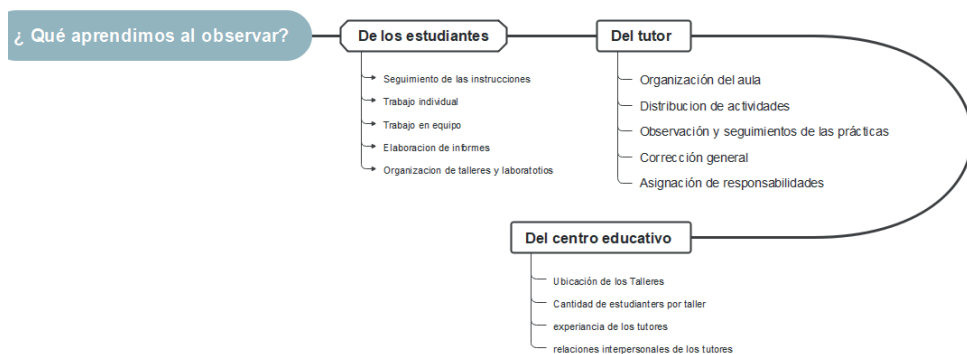 ¿ Qué aprendimos al observar?
De los estudiantes
Seguimiento de las instrucciones
Trabajo individual
Trabajo en equipo
Elaboracion de informes
Organizacion de talleres y laboratotios
Del tutor
Organización del aula
Distribucion de actividades
Observación y seguimientos de las prácticas
Corrección general
Asignación de responsabilidades
Del centro educativo
Ubicación de los Talleres
Cantidad de estudianters por taller
experiancia de los tutores
relaciones interpersonales de los tutores